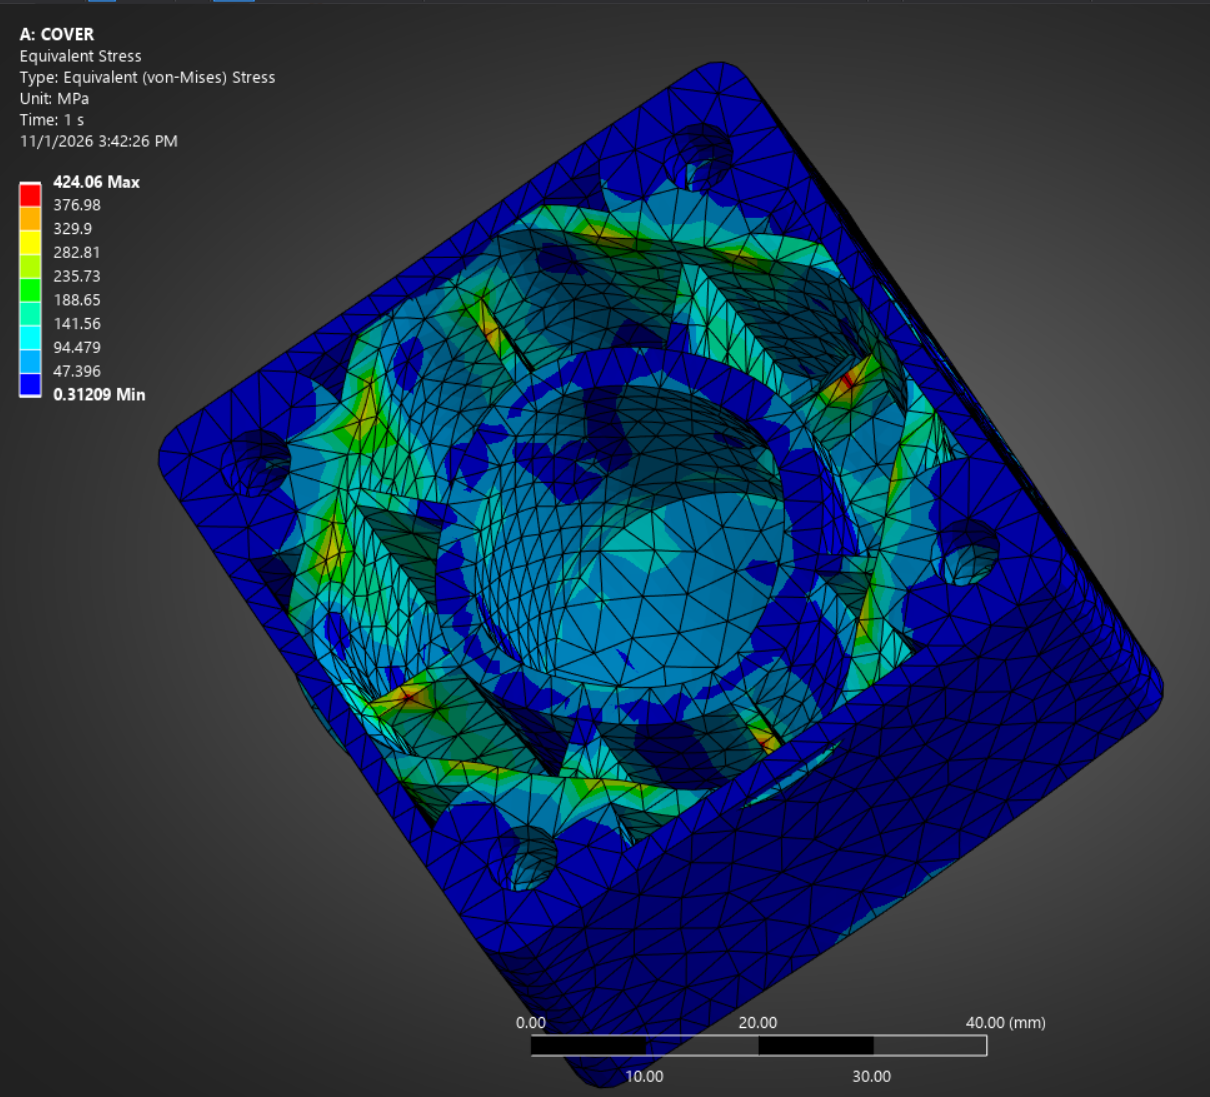 A: COVER
Equivalent Stress
Type: Equivalent (von-Mises) Stress
Unit: MPa
Time: 1 s
11/1/2026 3:42:26 PM
424.06 Max
376.98
329.9
282.81
235.73
188.65
141.56
94.479
47.396
0.31209 Min
0.00 20.00 40.00 (mm)
10.00 30.00